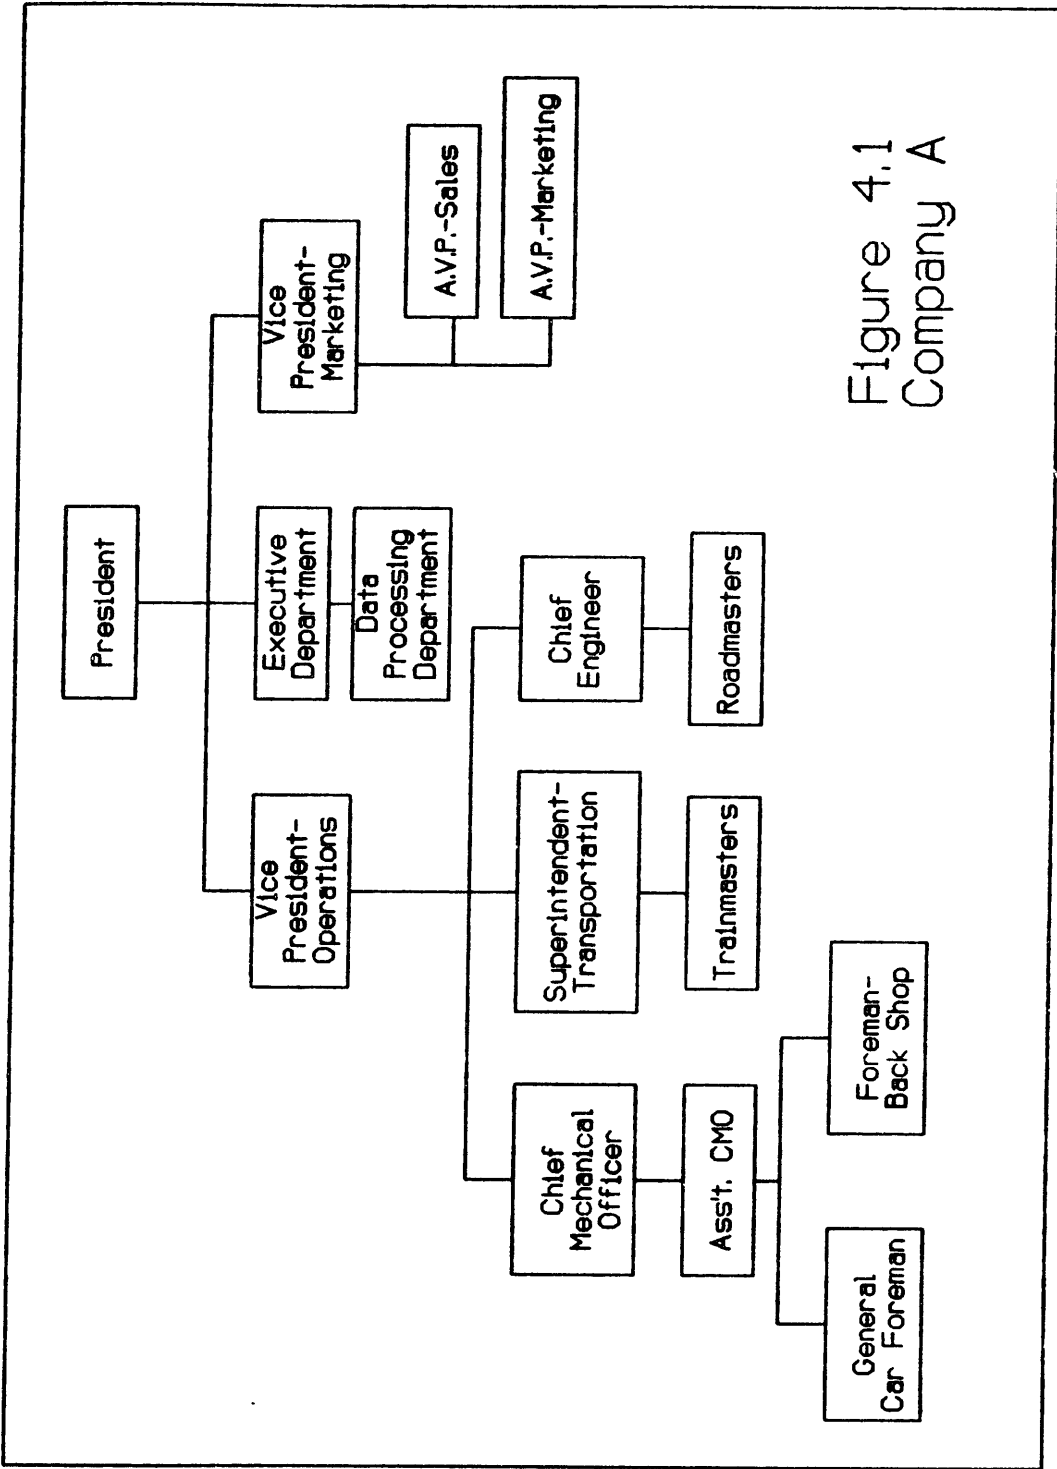 President
Vice
President-
Operations
Executive
Department
Vice
President-
Marketing
Data
Processing
Department
A.V.P.-Sales
A.V.P.-Marketing
Chief
Mechanical
Officer
Superintendent-
Transportation
Chief
Engineer
Ass't. CMO
Trainmasters
Roadmasters
General
Car Foreman
Foreman-
Back Shop
Figure 4.1
Company A